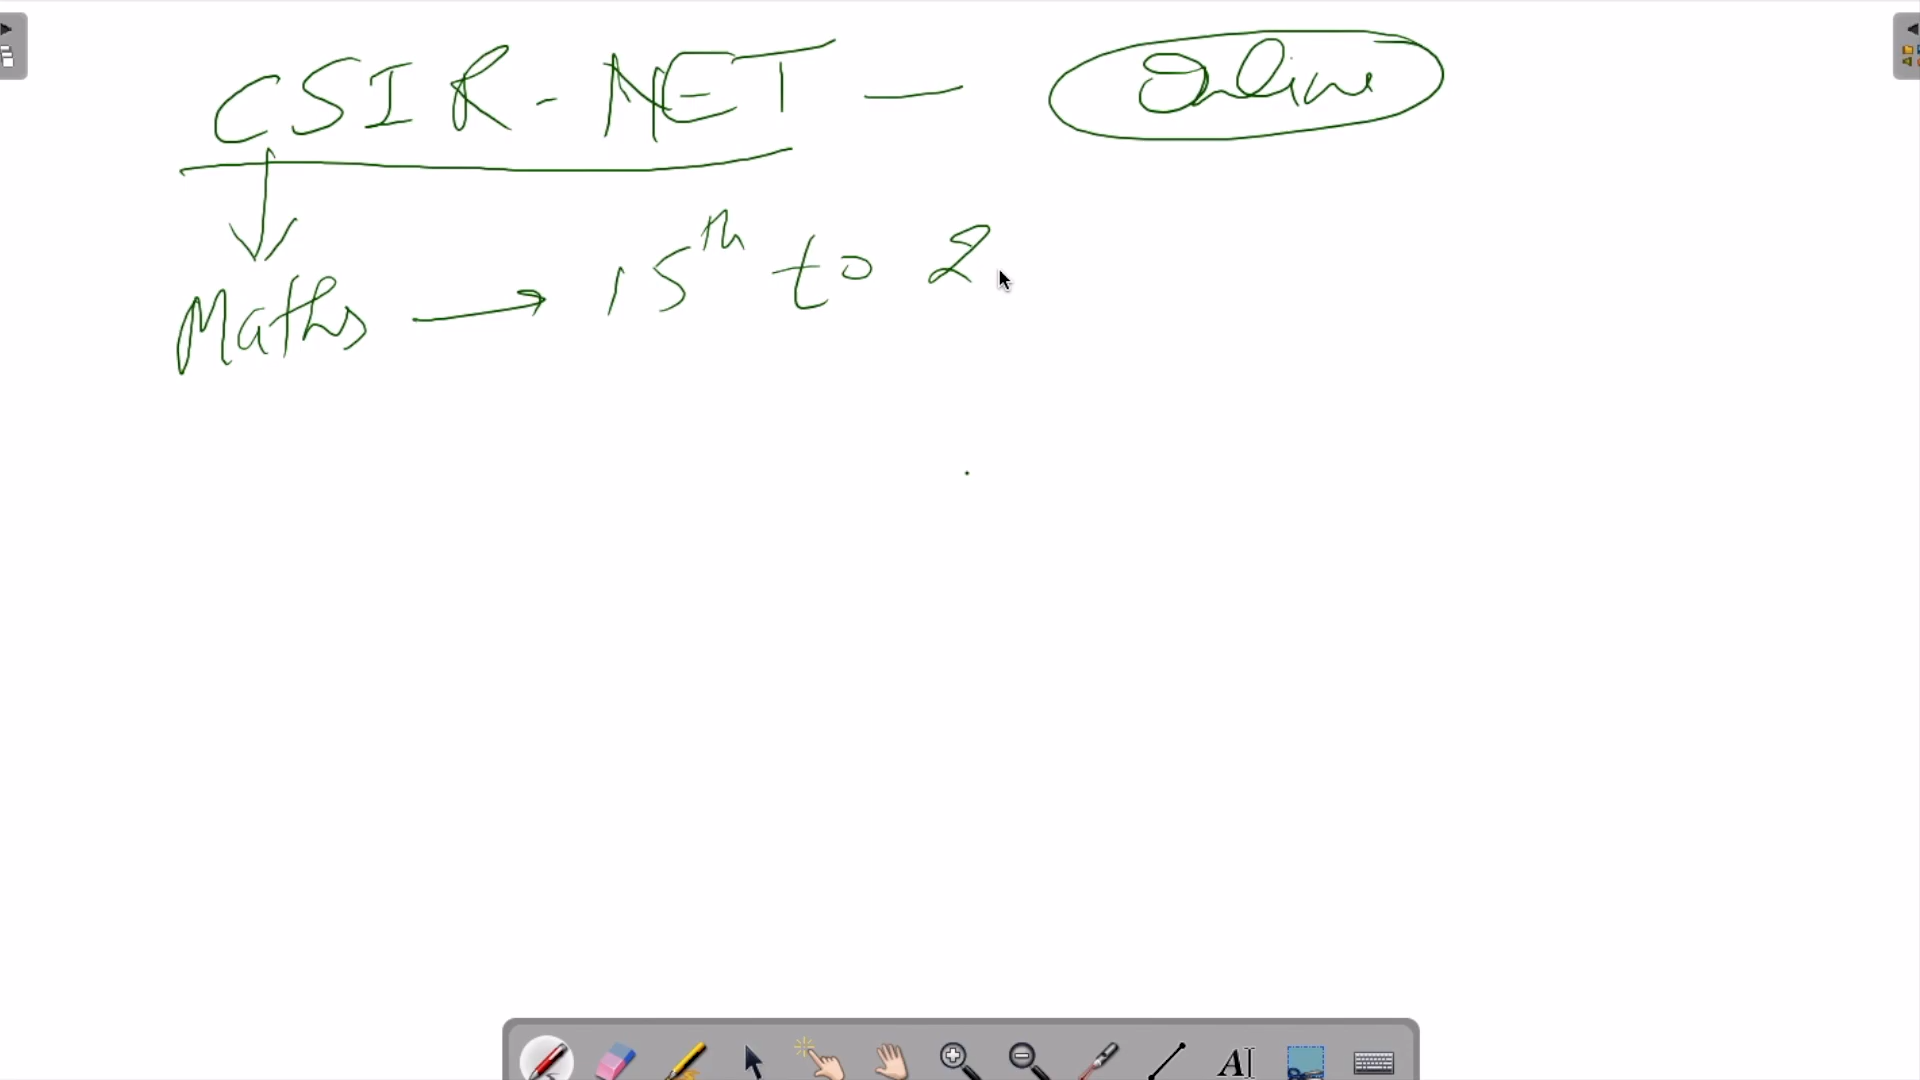 CSIR-NET — Online
Maths → 15th to 2